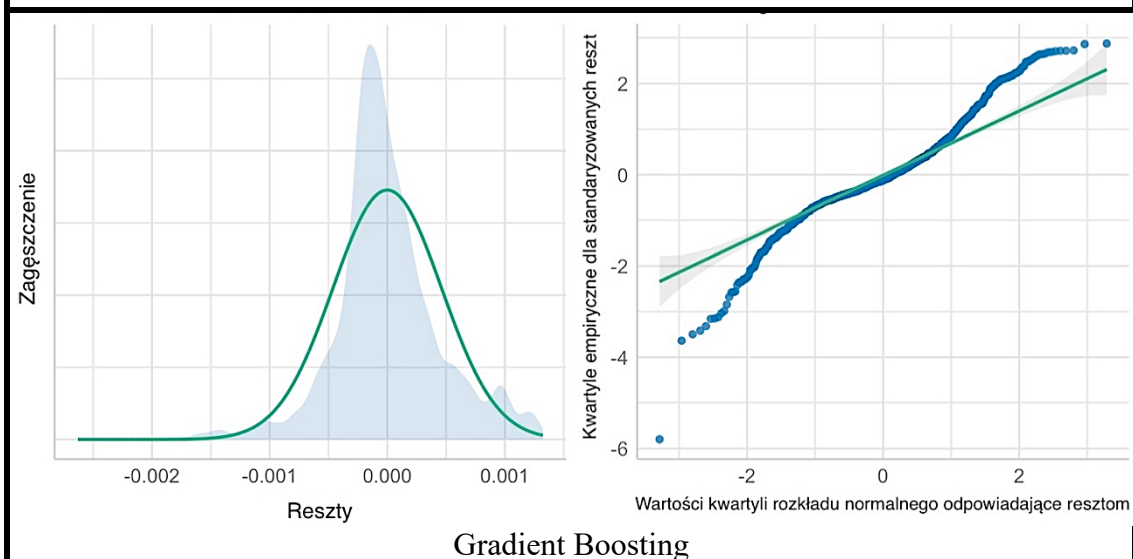 Zagęszczenie
-0.002
-0.001
0.000
0.001
Reszty
Kwartyle empiryczne dla standaryzowanych reszt
2
0
-2
-4
-6
-2
0
2
Wartości kwartyli rozkładu normalnego odpowiadające resztom
Gradient Boosting